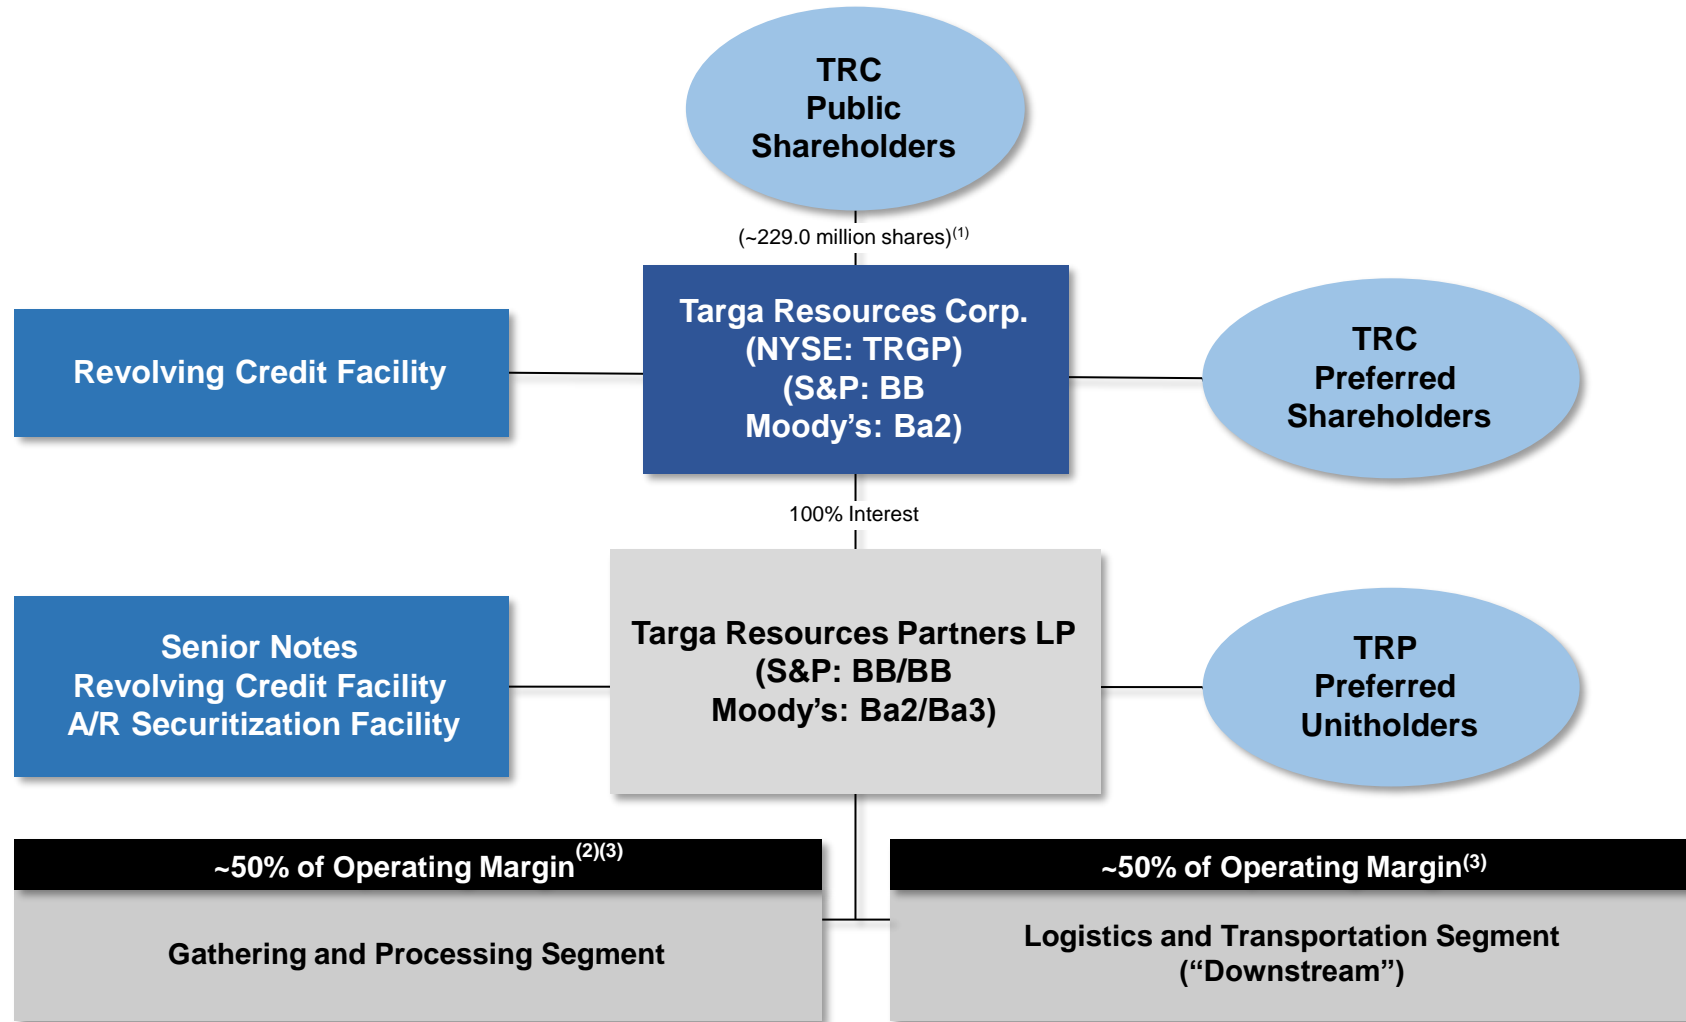 TRC
Public
Shareholders
(~229.0 million shares)(1)
Targa Resources Corp.
(NYSE: TRGP)
(S&P: BB
Moody’s: Ba2)
Revolving Credit Facility
TRC
Preferred
Shareholders
100% Interest
Targa Resources Partners LP
(S&P: BB/BB
Moody’s: Ba2/Ba3)
Senior Notes
Revolving Credit Facility
A/R Securitization Facility
TRP
Preferred
Unitholders
~50% of Operating Margin(2)(3)
Gathering and Processing Segment
~50% of Operating Margin(3)
Logistics and Transportation Segment
(“Downstream”)